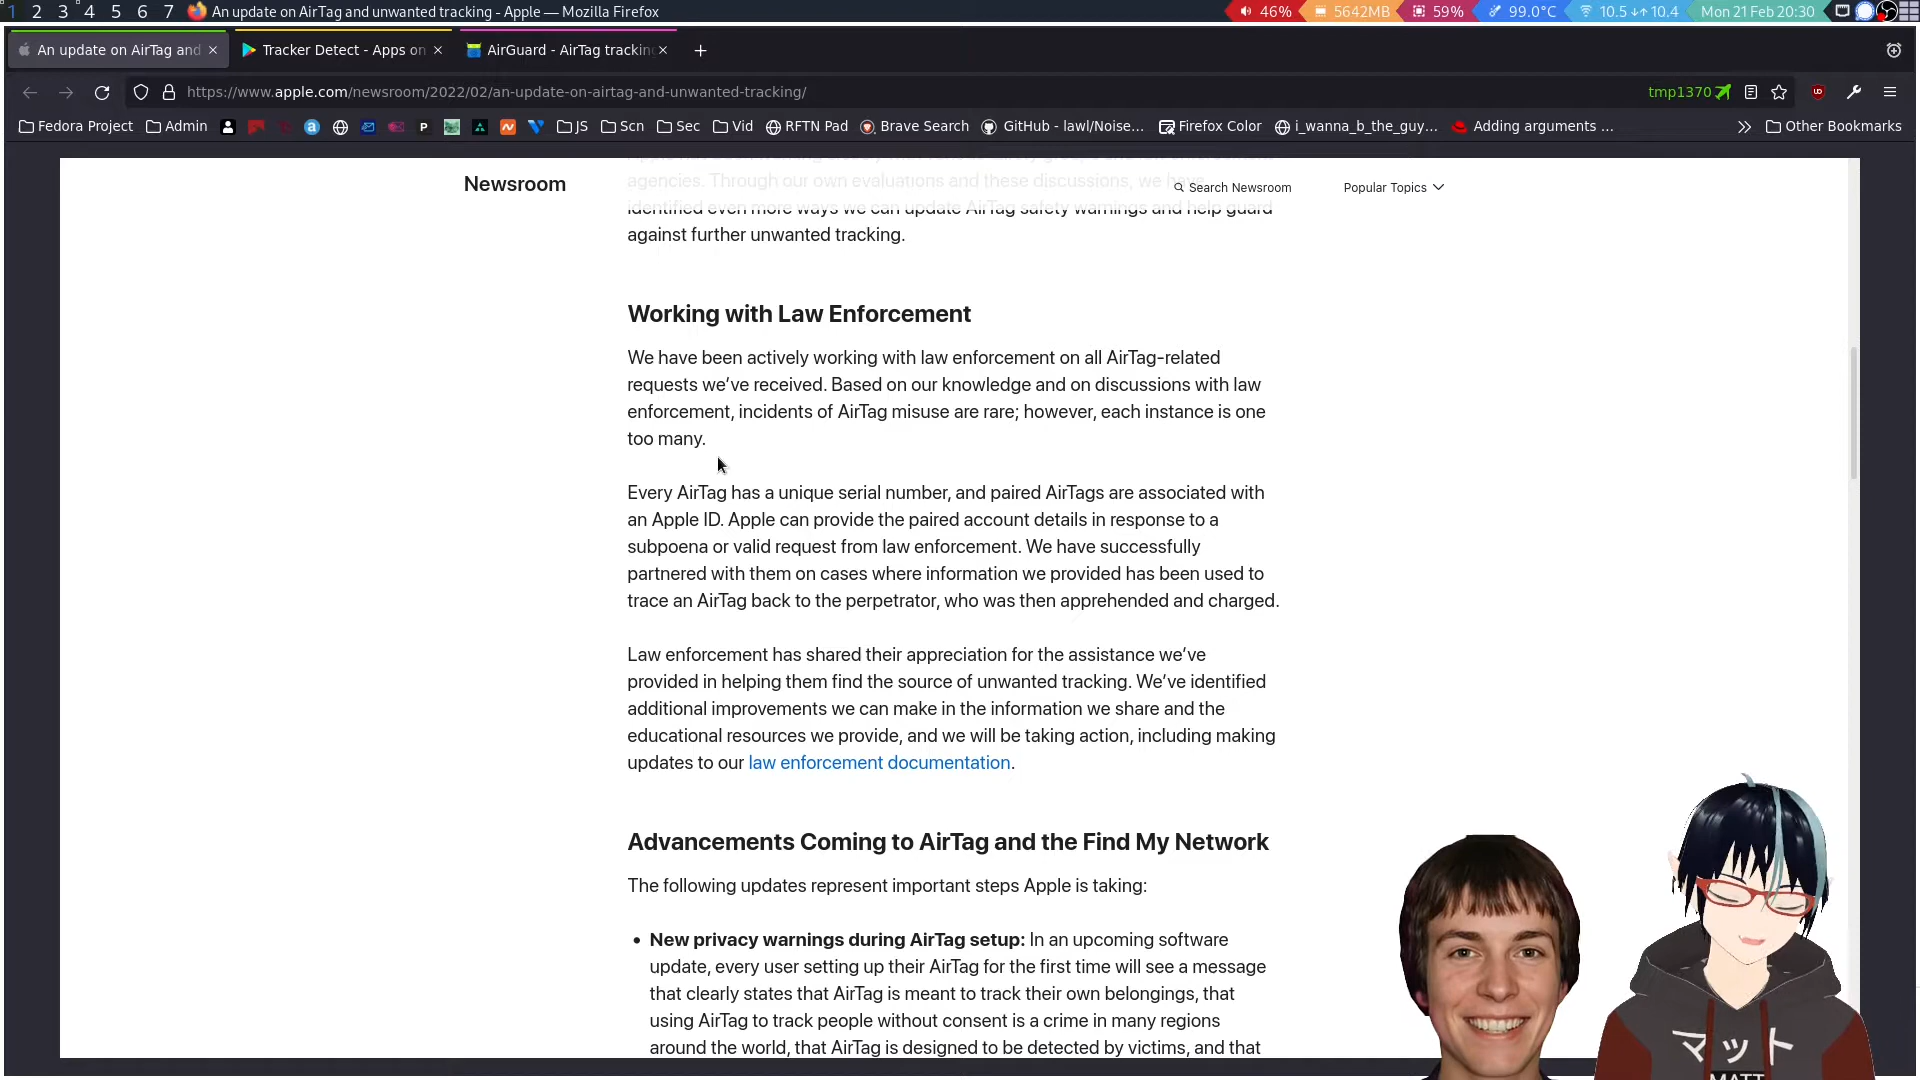 1 2 3 4 5 6 7 An update on AirTag and unwanted tracking - Apple — Mozilla Firefox 46% 5642MB 59% 99.0°C 10.5 10.4 Mon 21 Feb 20:30
An update on AirTag and Tracker Detect - Apps on AirGuard - AirTag tracking
https://www.apple.com/newsroom/2022/02/an-update-on-airtag-and-unwanted-tracking/ tmp1370
Fedora Project Admin JS Scn Sec Vid RFTN Pad Brave Search GitHub - lawl/Noise... Firefox Color i_wanna_b_the_guy... Adding arguments ... Other Bookmarks
Newsroom Search Newsroom Popular Topics
agencies. Through our own evaluations and these discussions, we have
identified even more ways we can update AirTag safety warnings and help guard
against further unwanted tracking.
Working with Law Enforcement
We have been actively working with law enforcement on all AirTag-related
requests we’ve received. Based on our knowledge and on discussions with law
enforcement, incidents of AirTag misuse are rare; however, each instance is one
too many.
Every AirTag has a unique serial number, and paired AirTags are associated with
an Apple ID. Apple can provide the paired account details in response to a
subpoena or valid request from law enforcement. We have successfully
partnered with them on cases where information we provided has been used to
trace an AirTag back to the perpetrator, who was then apprehended and charged.
Law enforcement has shared their appreciation for the assistance we’ve
provided in helping them find the source of unwanted tracking. We’ve identified
additional improvements we can make in the information we share and the
educational resources we provide, and we will be taking action, including making
updates to our law enforcement documentation.
Advancements Coming to AirTag and the Find My Network
The following updates represent important steps Apple is taking:
• New privacy warnings during AirTag setup: In an upcoming software
update, every user setting up their AirTag for the first time will see a message
that clearly states that AirTag is meant to track their own belongings, that
using AirTag to track people without consent is a crime in many regions
around the world, that AirTag is designed to be detected by victims, and that
マット
MATT